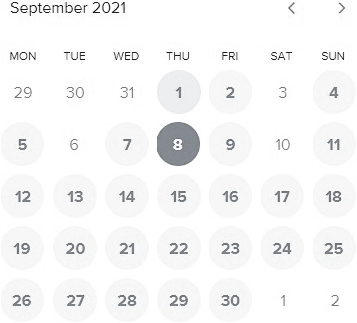 September 2021
MON TUE WED THU FRI SAT SUN
29 30 31 1 2 3 4
5 6 7 8 9 10 11
12 13 14 15 16 17 18
19 20 21 22 23 24 25
26 27 28 29 30 1 2